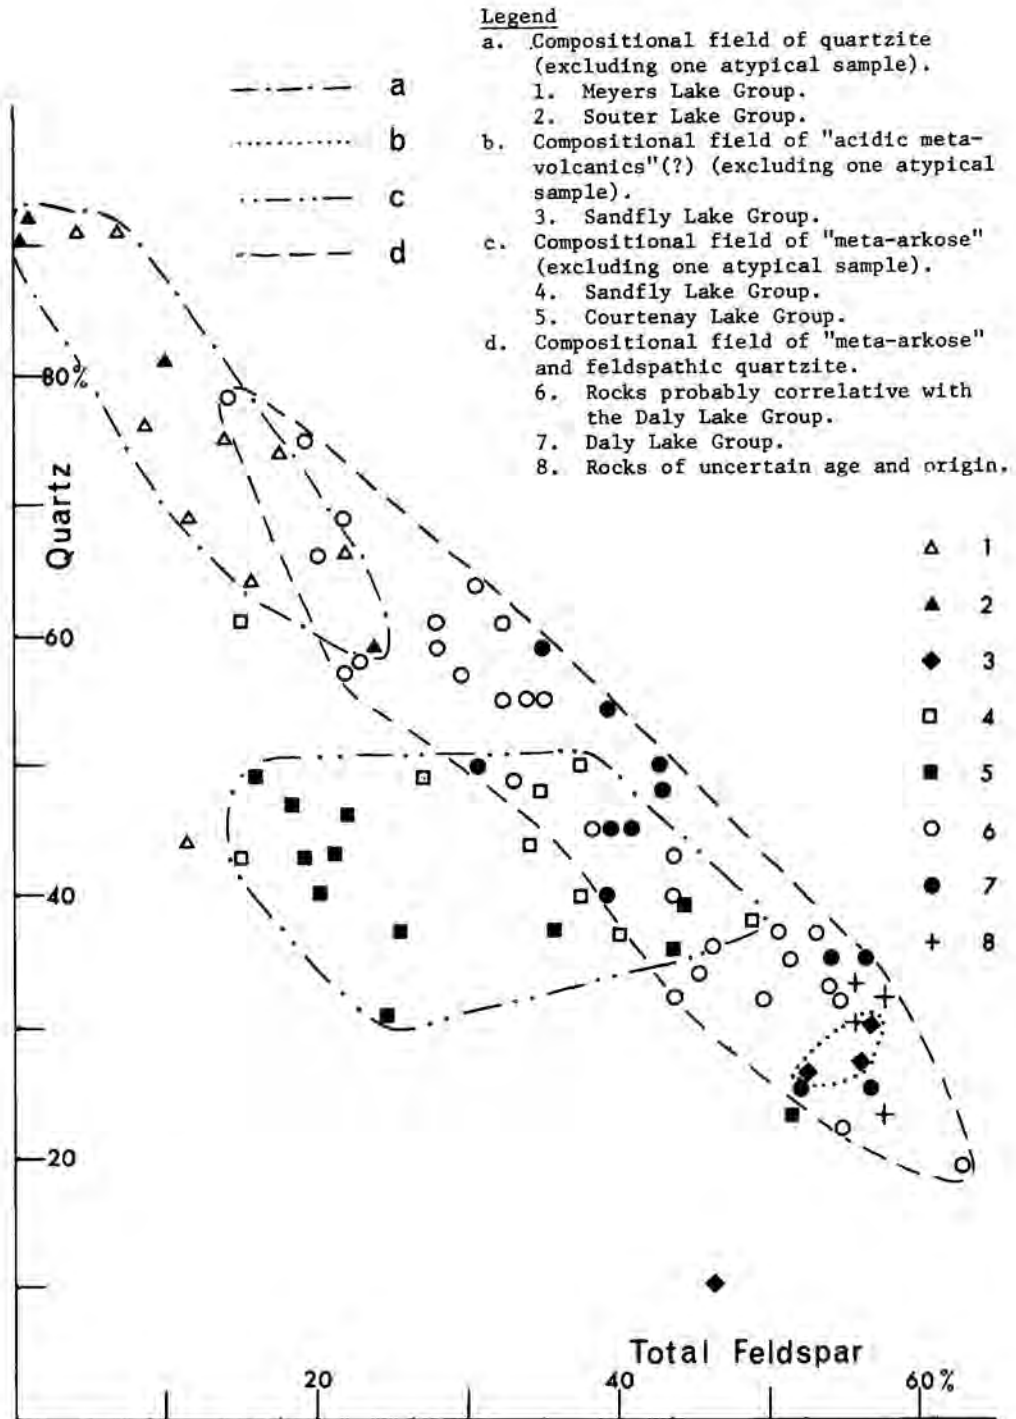 Legend
a. Compositional field of quartzite
(excluding one atypical sample).
1. Meyers Lake Group.
2. Souter Lake Group.
b. Compositional field of "acidic meta-
volcanics"(?) (excluding one atypical
sample).
3. Sandfly Lake Group.
c. Compositional field of "meta-arkose"
(excluding one atypical sample).
4. Sandfly Lake Group.
5. Courtenay Lake Group.
d. Compositional field of "meta-arkose"
and feldspathic quartzite.
6. Rocks probably correlative with
the Daly Lake Group.
7. Daly Lake Group.
8. Rocks of uncertain age and origin.
a
b
c
d
80%
Quartz
60
40
20
1
2
3
4
5
6
7
8
Total Feldspar
20
40
60%